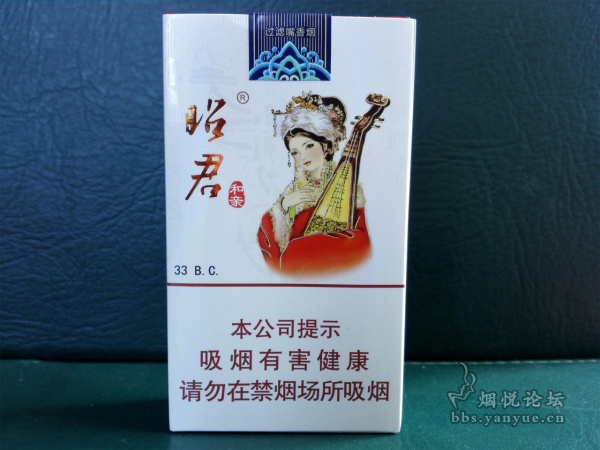 过滤嘴香烟
昭君
®
和亲
33 B.C.
本公司提示
吸烟有害健康
请勿在禁烟场所吸烟
烟悦论坛
bbs.yanyue.cn